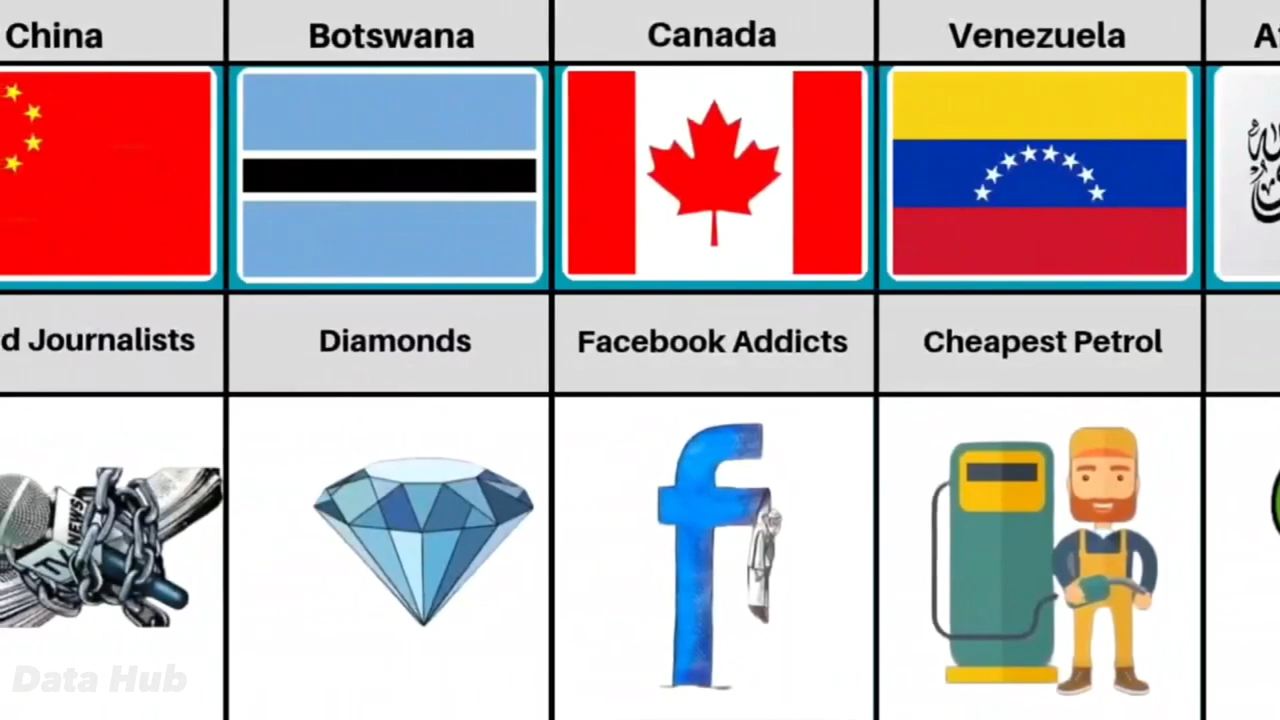 China
Botswana
Canada
Venezuela
d Journalists
Diamonds
Facebook Addicts
Cheapest Petrol
NEWS
f
Data Hub